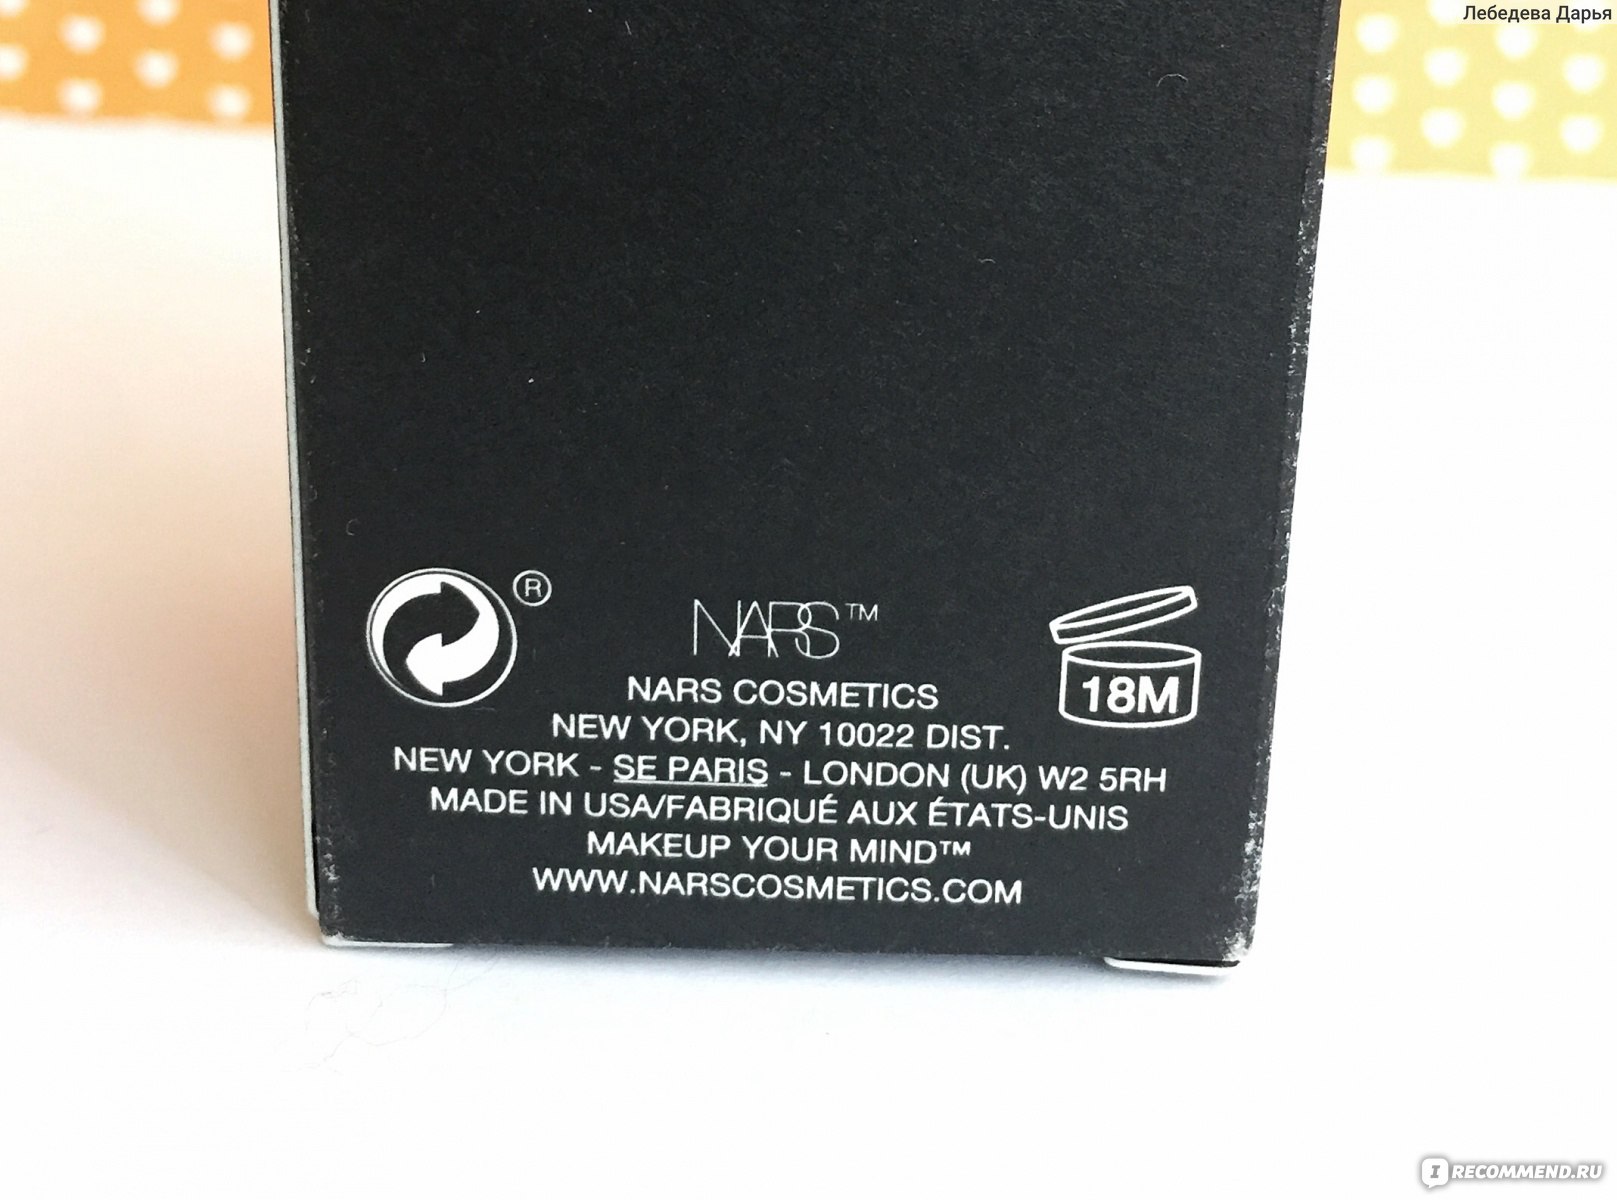 Лебедева Дарья
®
NARS™
18M
NARS COSMETICS
NEW YORK, NY 10022 DIST.
NEW YORK - SE PARIS - LONDON (UK) W2 5RH
MADE IN USA/FABRIQUÉ AUX ÉTATS-UNIS
MAKEUP YOUR MIND™
WWW.NARSCOSMETICS.COM
IRECOMMEND.RU